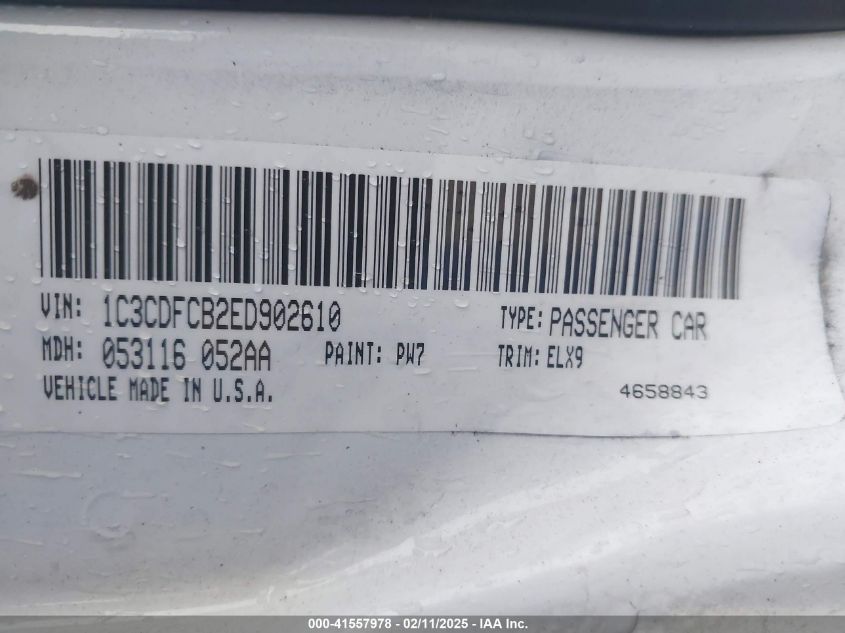 VIN: 1C3CDFCB2ED902610 TYPE: PASSENGER CAR
MDH: 053116 052AA PAINT: PW7 TRIM: ELX9
VEHICLE MADE IN U.S.A. 4658843
000-41557978 - 02/11/2025 - IAA Inc.